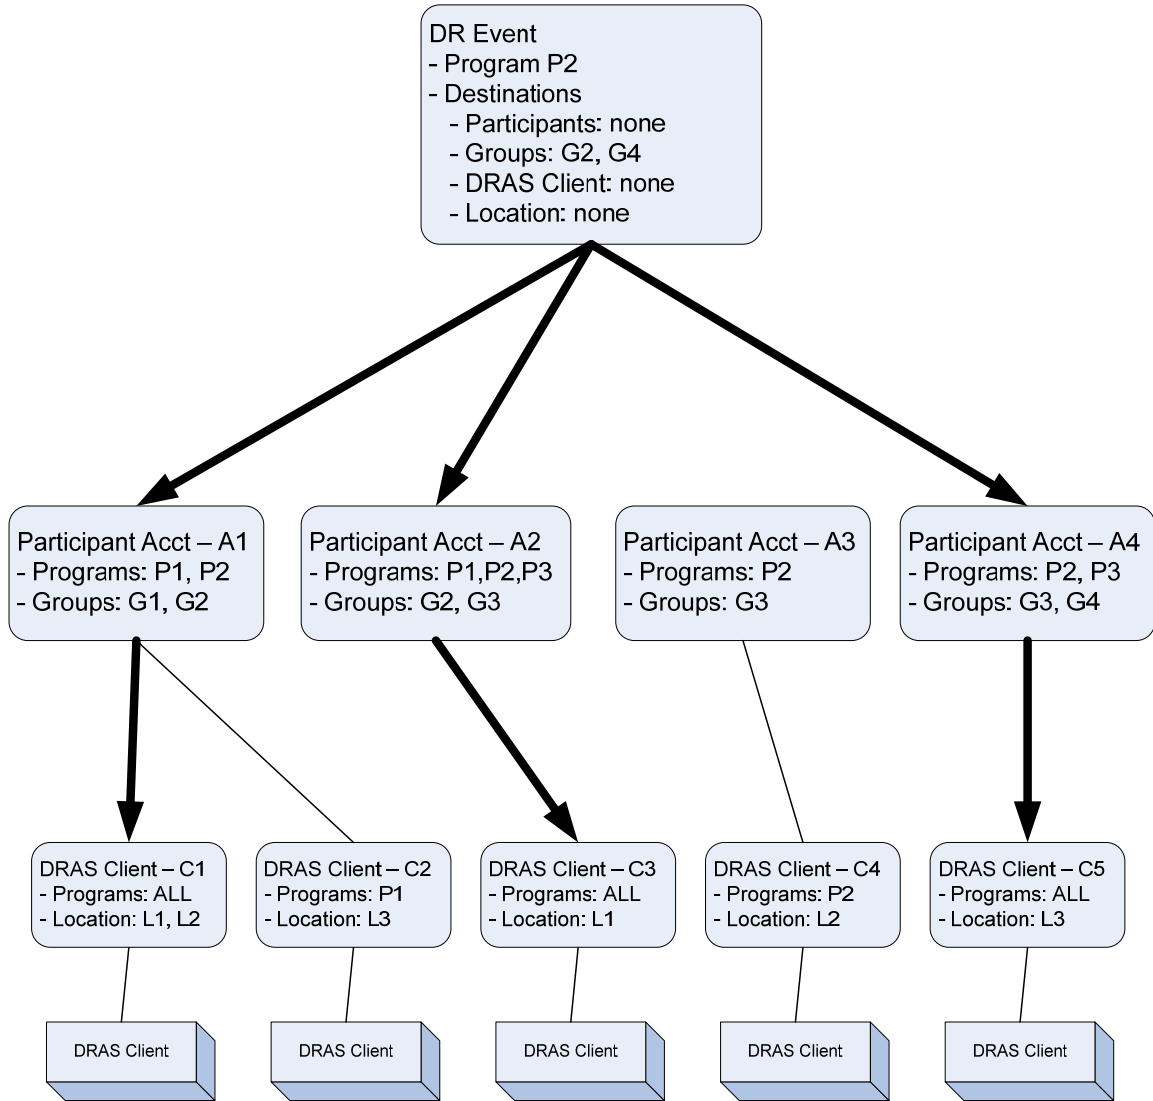 DR Event
- Program P2
- Destinations
- Participants: none
- Groups: G2, G4
- DRAS Client: none
- Location: none
Participant Acct – A1
- Programs: P1, P2
- Groups: G1, G2
Participant Acct – A2
- Programs: P1,P2,P3
- Groups: G2, G3
Participant Acct – A3
- Programs: P2
- Groups: G3
Participant Acct – A4
- Programs: P2, P3
- Groups: G3, G4
DRAS Client – C1
- Programs: ALL
- Location: L1, L2
DRAS Client – C2
- Programs: P1
- Location: L3
DRAS Client – C3
- Programs: ALL
- Location: L1
DRAS Client – C4
- Programs: P2
- Location: L2
DRAS Client – C5
- Programs: ALL
- Location: L3
DRAS Client
DRAS Client
DRAS Client
DRAS Client
DRAS Client